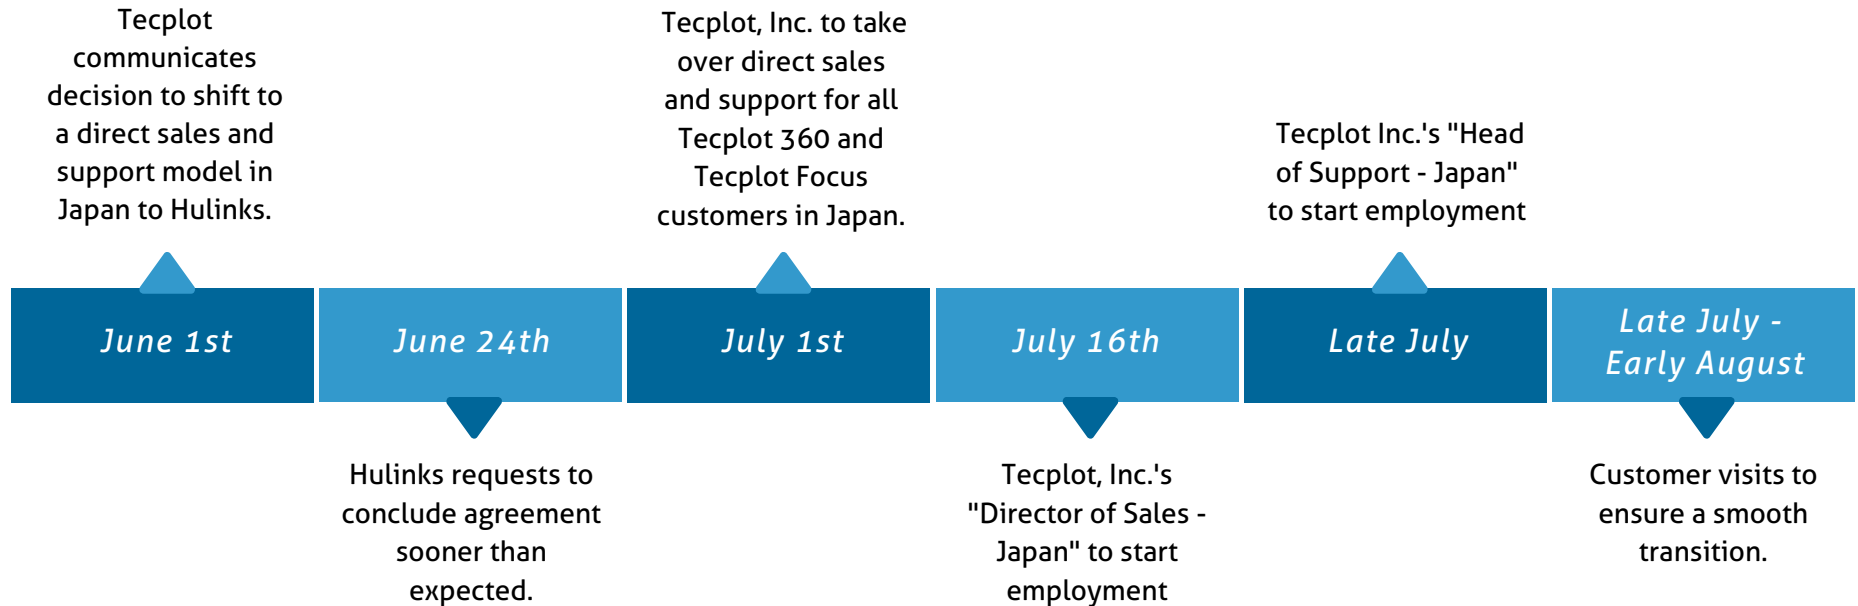 Tecplot
communicates
decision to shift to
a direct sales and
support model in
Japan to Hulinks.
Tecplot, Inc. to take
over direct sales
and support for all
Tecplot 360 and
Tecplot Focus
customers in Japan.
Tecplot Inc.'s "Head
of Support - Japan"
to start employment
June 1st
June 24th
July 1st
July 16th
Late July
Late July -
Early August
Hulinks requests to
conclude agreement
sooner than
expected.
Tecplot, Inc.'s
"Director of Sales -
Japan" to start
employment
Customer visits to
ensure a smooth
transition.